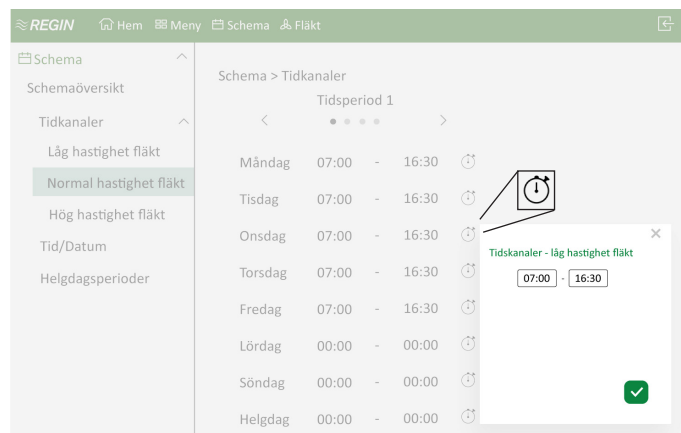 REGIN Hem Meny Schema Fläkt
Schema
Schemaöversikt
Tidkanaler
Låg hastighet fläkt
Normal hastighet fläkt
Hög hastighet fläkt
Tid/Datum
Helgdagsperioder
Schema > Tidkanaler
Tidsperiod 1
< >
Måndag 07:00 - 16:30
Tisdag 07:00 - 16:30
Onsdag 07:00 - 16:30
Torsdag 07:00 - 16:30
Fredag 07:00 - 16:30
Lördag 00:00 - 00:00
Söndag 00:00 - 00:00
Helgdag 00:00 - 00:00
Tidskanaler - låg hastighet fläkt
07:00 - 16:30